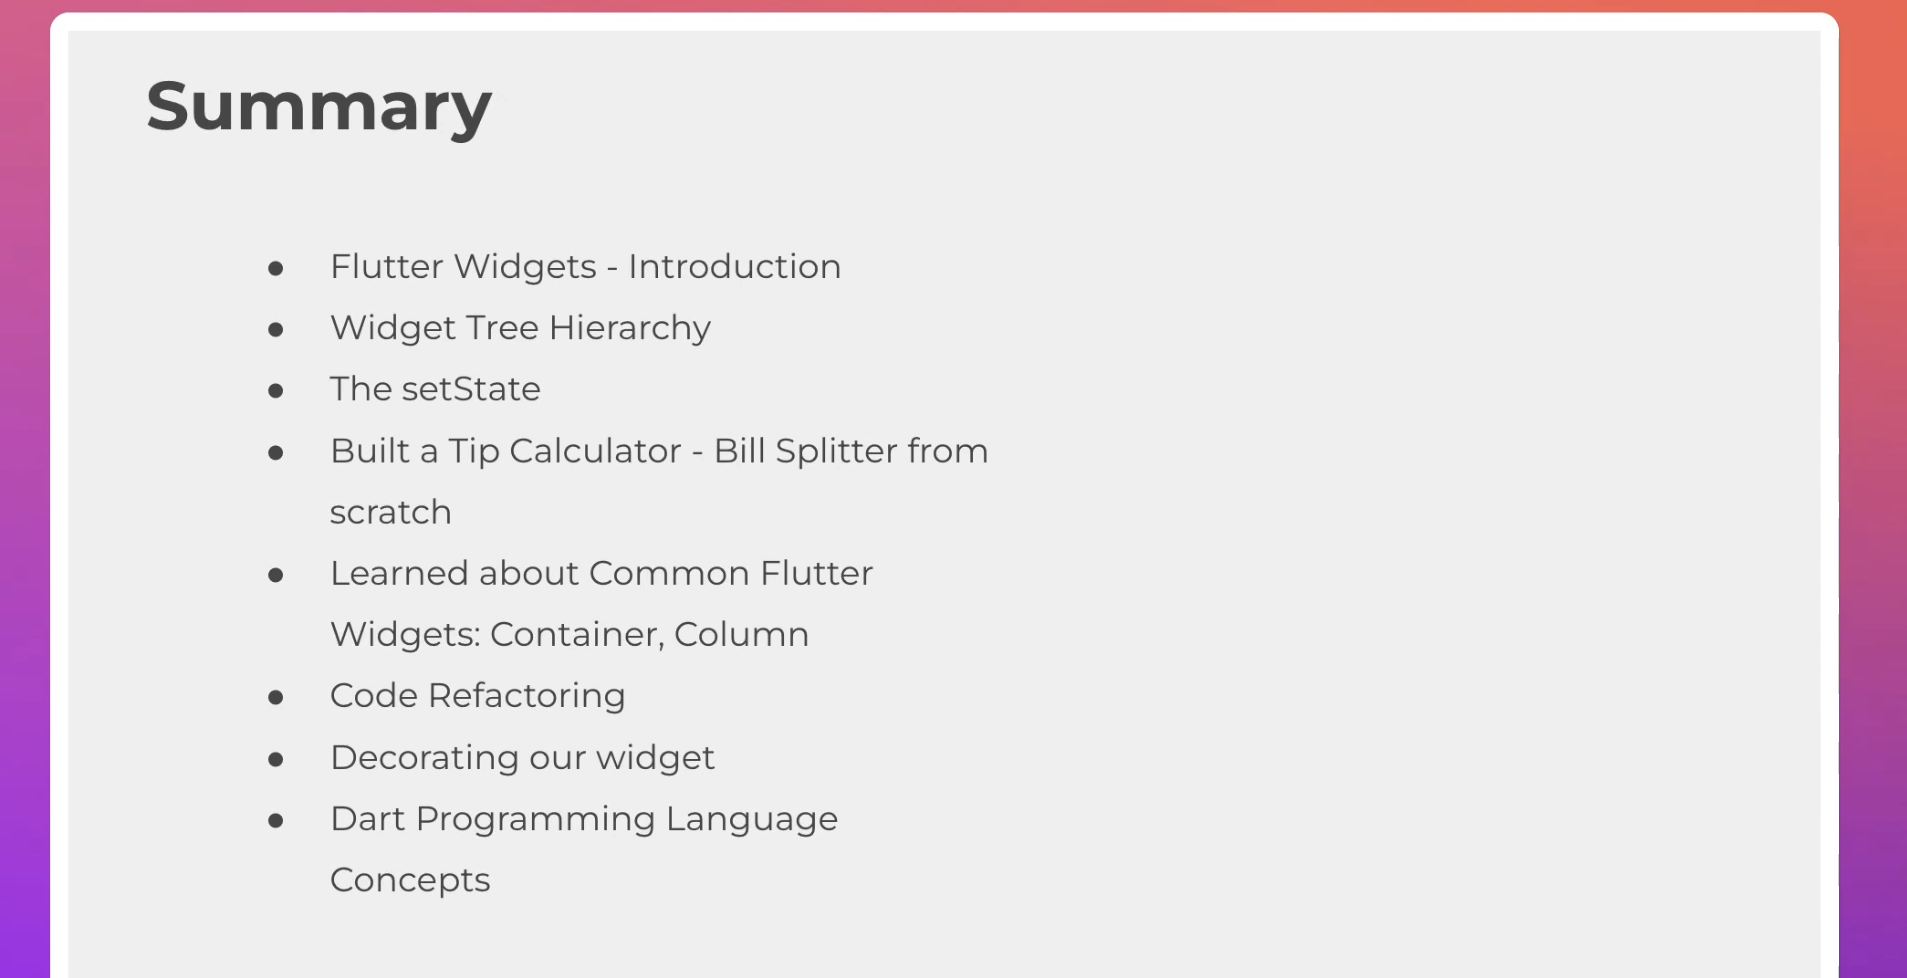 Summary
● Flutter Widgets - Introduction
● Widget Tree Hierarchy
● The setState
● Built a Tip Calculator - Bill Splitter from
scratch
● Learned about Common Flutter
Widgets: Container, Column
● Code Refactoring
● Decorating our widget
● Dart Programming Language
Concepts